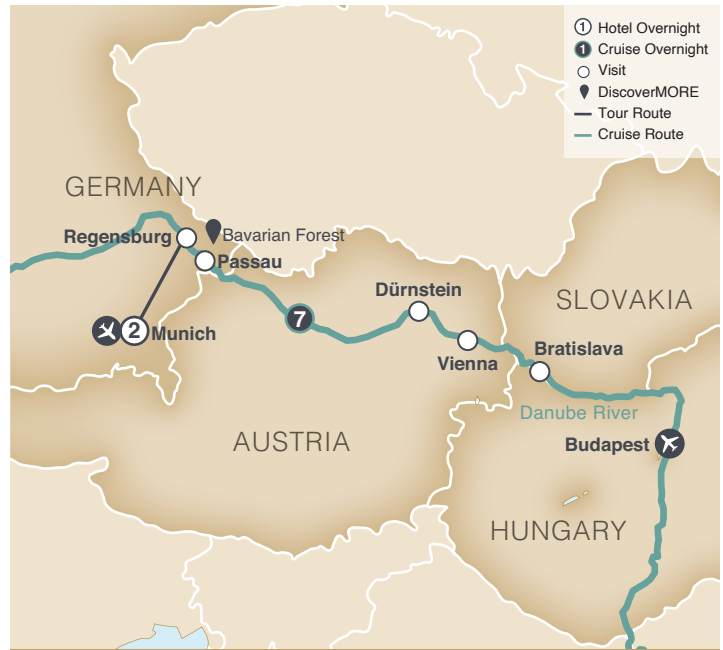 1 Hotel Overnight
1 Cruise Overnight
Visit
DiscoverMORE
Tour Route
Cruise Route
GERMANY
Regensburg
Bavarian Forest
Passau
Dürnstein
SLOVAKIA
7
2 Munich
Vienna
Bratislava
Danube River
AUSTRIA
Budapest
HUNGARY